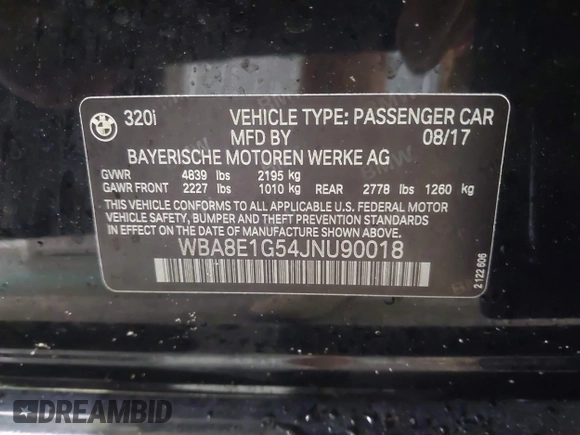 BMW 320i VEHICLE TYPE: PASSENGER CAR
MFD BY 08/17
BAYERISCHE MOTOREN WERKE AG
GVWR 4839 lbs 2195 kg
GAWR FRONT 2227 lbs 1010 kg REAR 2778 lbs 1260 kg
THIS VEHICLE CONFORMS TO ALL APPLICABLE U.S. FEDERAL MOTOR
VEHICLE SAFETY, BUMPER AND THEFT PREVENTION STANDARDS
IN EFFECT ON THE DATE OF MANUFACTURE SHOWN ABOVE.
WBA8E1G54JNU90018
2122606
DREAMBID